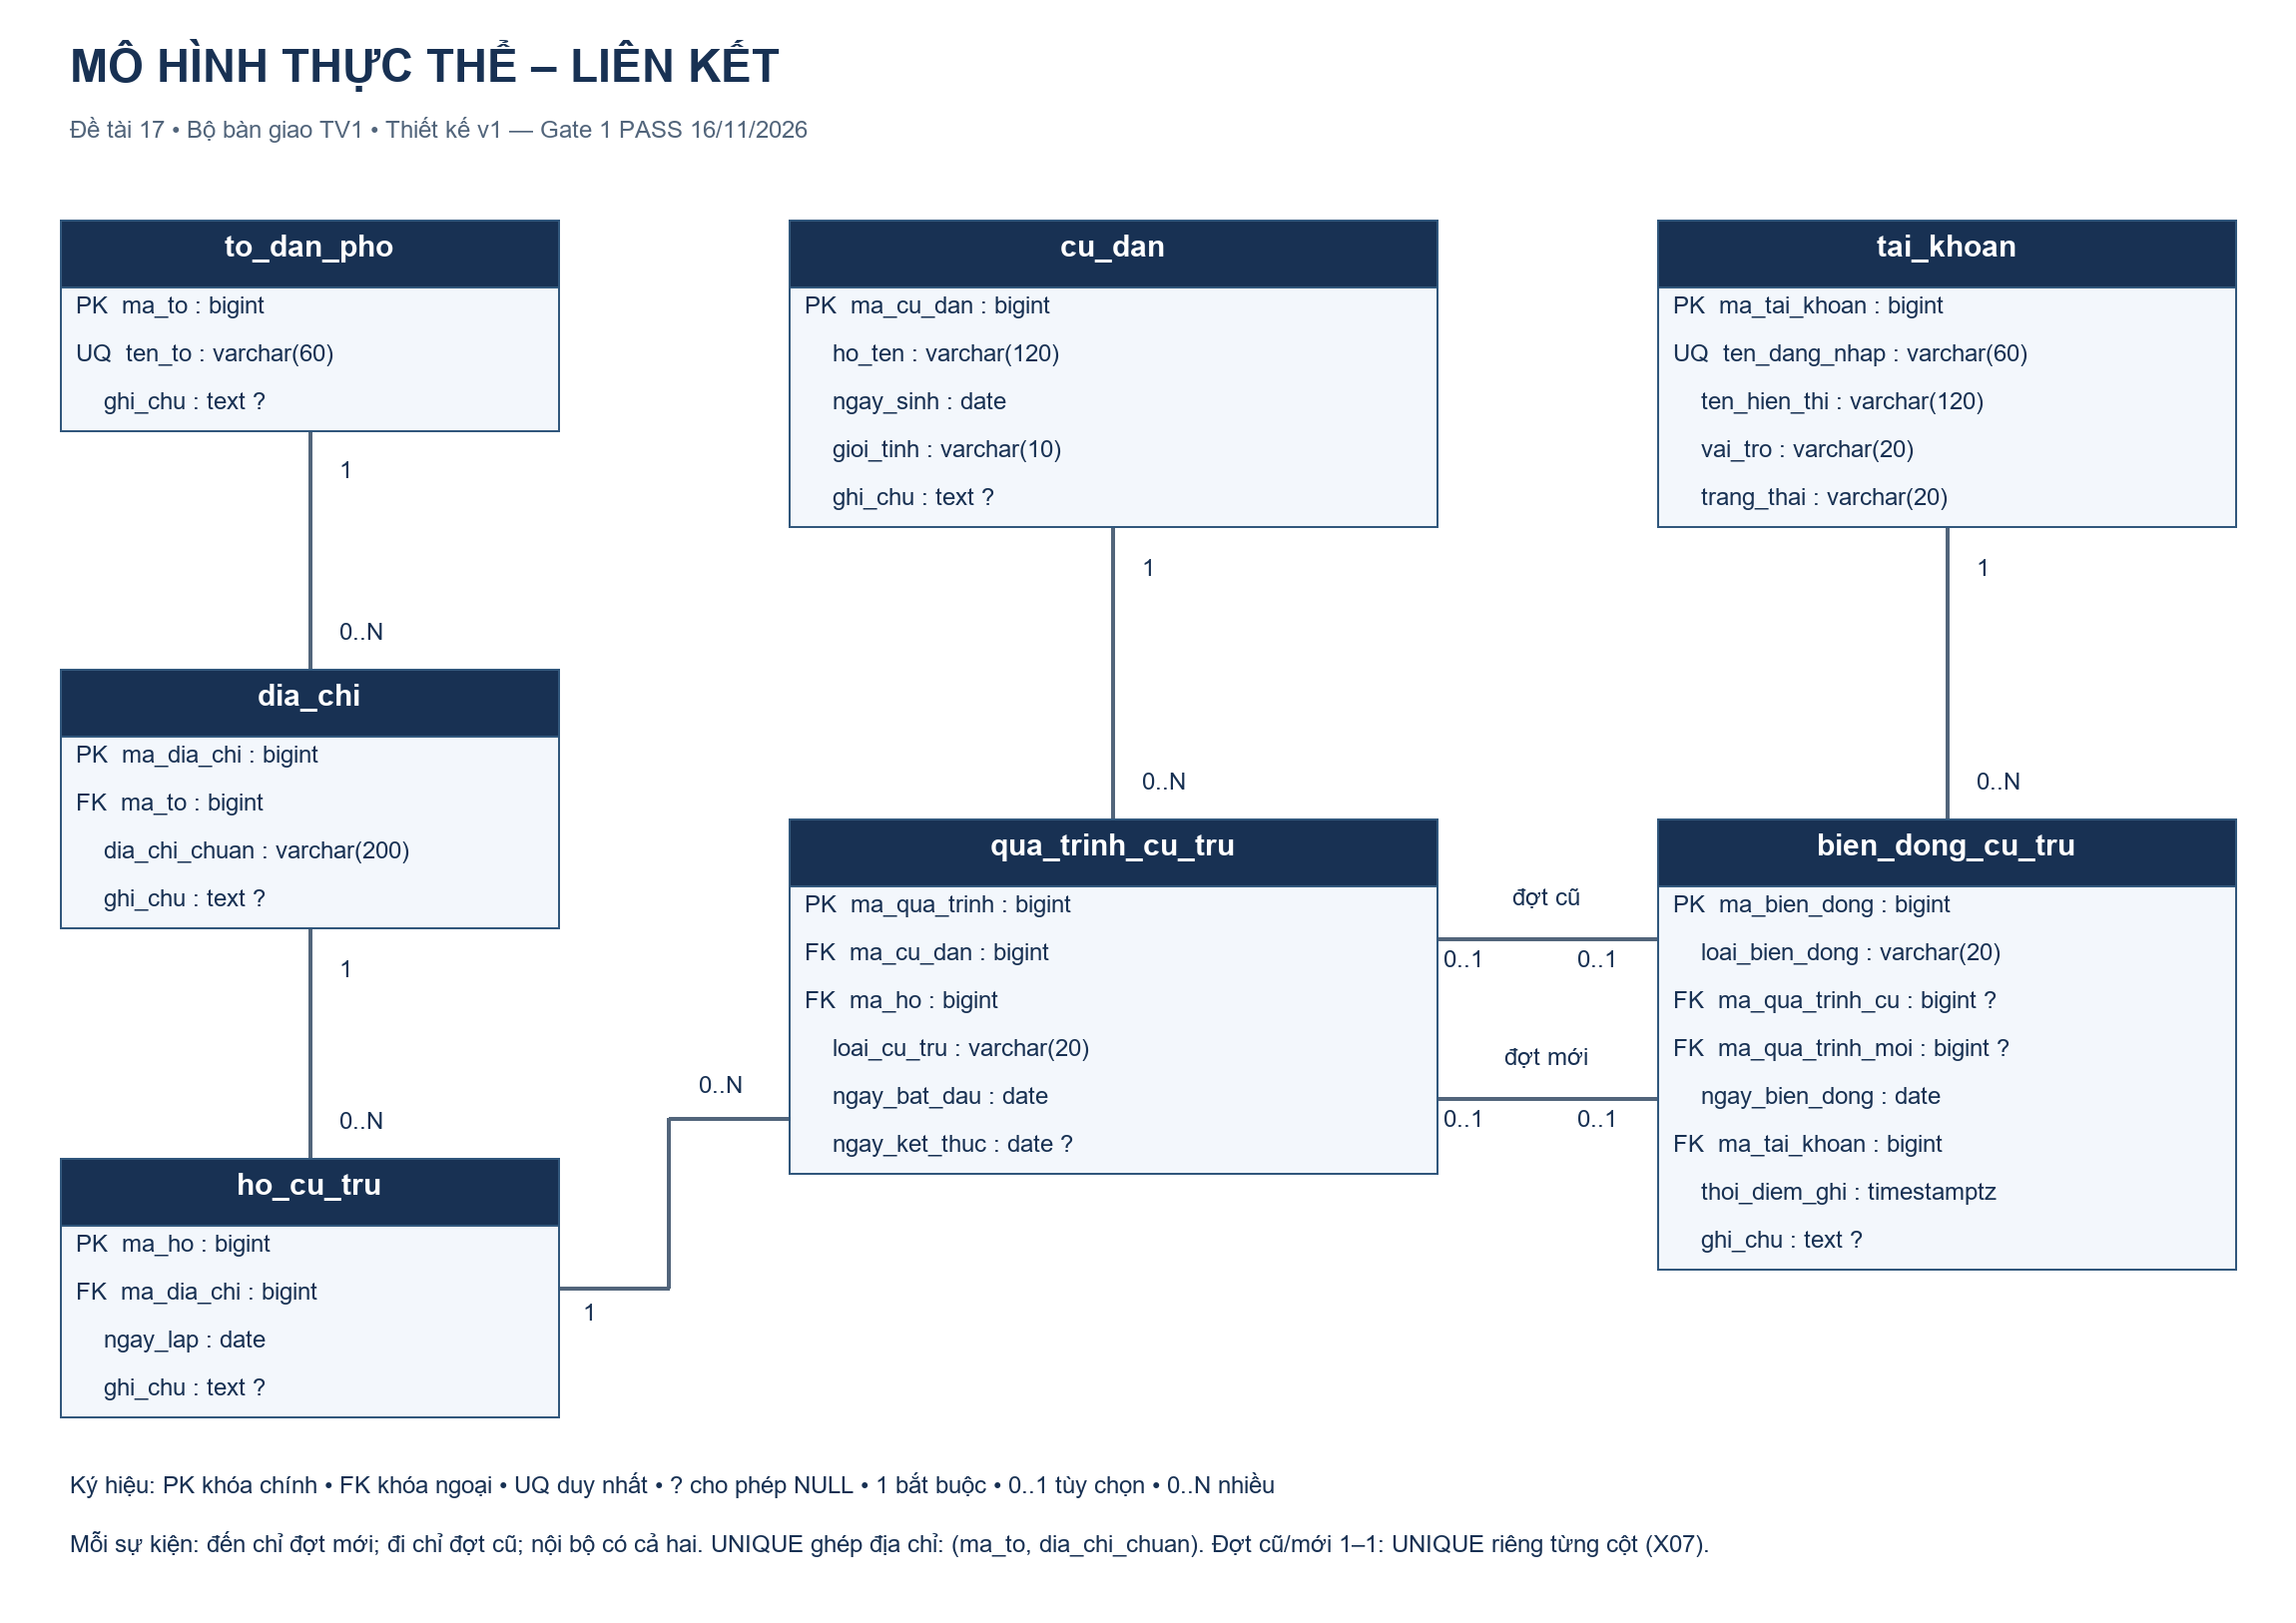 MÔ HÌNH THỰC THỂ – LIÊN KẾT
Đề tài 17 • Bộ bàn giao TV1 • Thiết kế v1 — Gate 1 PASS 16/11/2026
to_dan_pho
PK ma_to : bigint
UQ ten_to : varchar(60)
ghi_chu : text ?
1
0..N
dia_chi
PK ma_dia_chi : bigint
FK ma_to : bigint
dia_chi_chuan : varchar(200)
ghi_chu : text ?
1
0..N
ho_cu_tru
PK ma_ho : bigint
FK ma_dia_chi : bigint
ngay_lap : date
ghi_chu : text ?
1
0..N
cu_dan
PK ma_cu_dan : bigint
ho_ten : varchar(120)
ngay_sinh : date
gioi_tinh : varchar(10)
ghi_chu : text ?
1
0..N
qua_trinh_cu_tru
PK ma_qua_trinh : bigint
FK ma_cu_dan : bigint
FK ma_ho : bigint
loai_cu_tru : varchar(20)
ngay_bat_dau : date
ngay_ket_thuc : date ?
đợt cũ
0..1 0..1
đợt mới
0..1 0..1
tai_khoan
PK ma_tai_khoan : bigint
UQ ten_dang_nhap : varchar(60)
ten_hien_thi : varchar(120)
vai_tro : varchar(20)
trang_thai : varchar(20)
1
0..N
bien_dong_cu_tru
PK ma_bien_dong : bigint
loai_bien_dong : varchar(20)
FK ma_qua_trinh_cu : bigint ?
FK ma_qua_trinh_moi : bigint ?
ngay_bien_dong : date
FK ma_tai_khoan : bigint
thoi_diem_ghi : timestamptz
ghi_chu : text ?
Ký hiệu: PK khóa chính • FK khóa ngoại • UQ duy nhất • ? cho phép NULL • 1 bắt buộc • 0..1 tùy chọn • 0..N nhiều
Mỗi sự kiện: đến chỉ đợt mới; đi chỉ đợt cũ; nội bộ có cả hai. UNIQUE ghép địa chỉ: (ma_to, dia_chi_chuan). Đợt cũ/mới 1–1: UNIQUE riêng từng cột (X07).